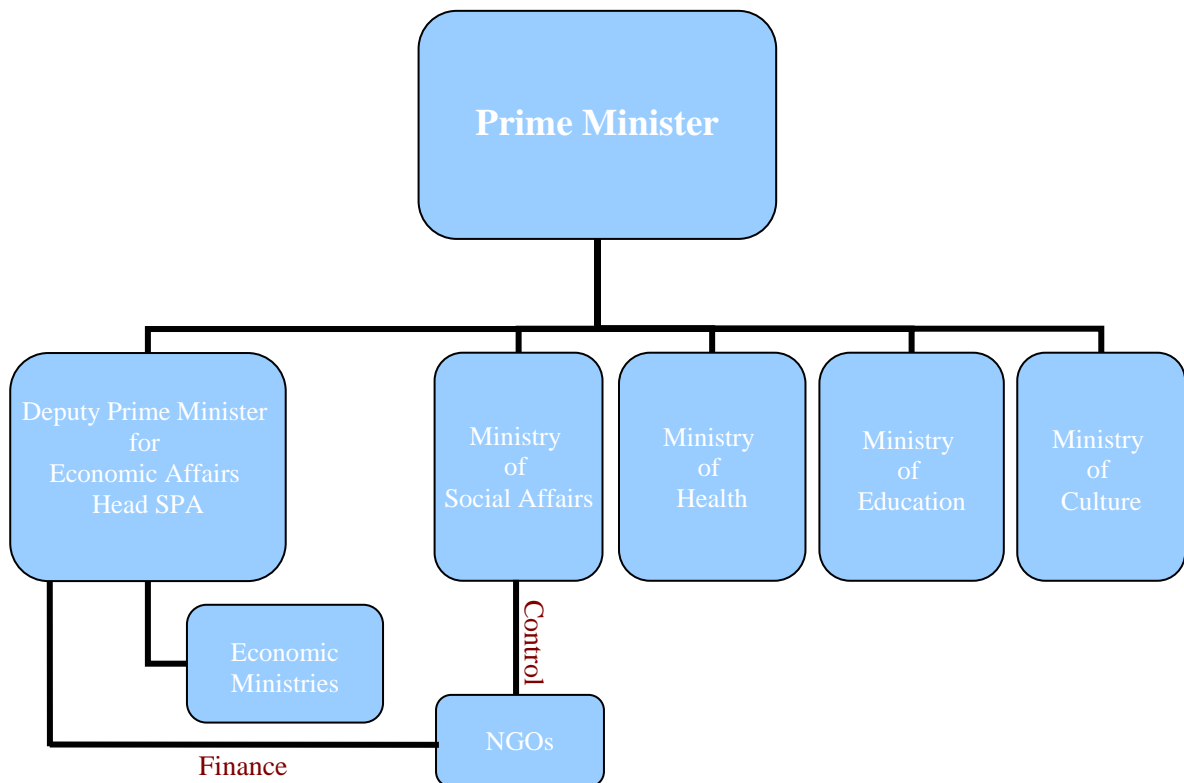 Prime Minister
Deputy Prime Minister
for
Economic Affairs
Head SPA
Ministry
of
Social Affairs
Ministry
of
Health
Ministry
of
Education
Ministry
of
Culture
Economic
Ministries
Control
NGOs
Finance